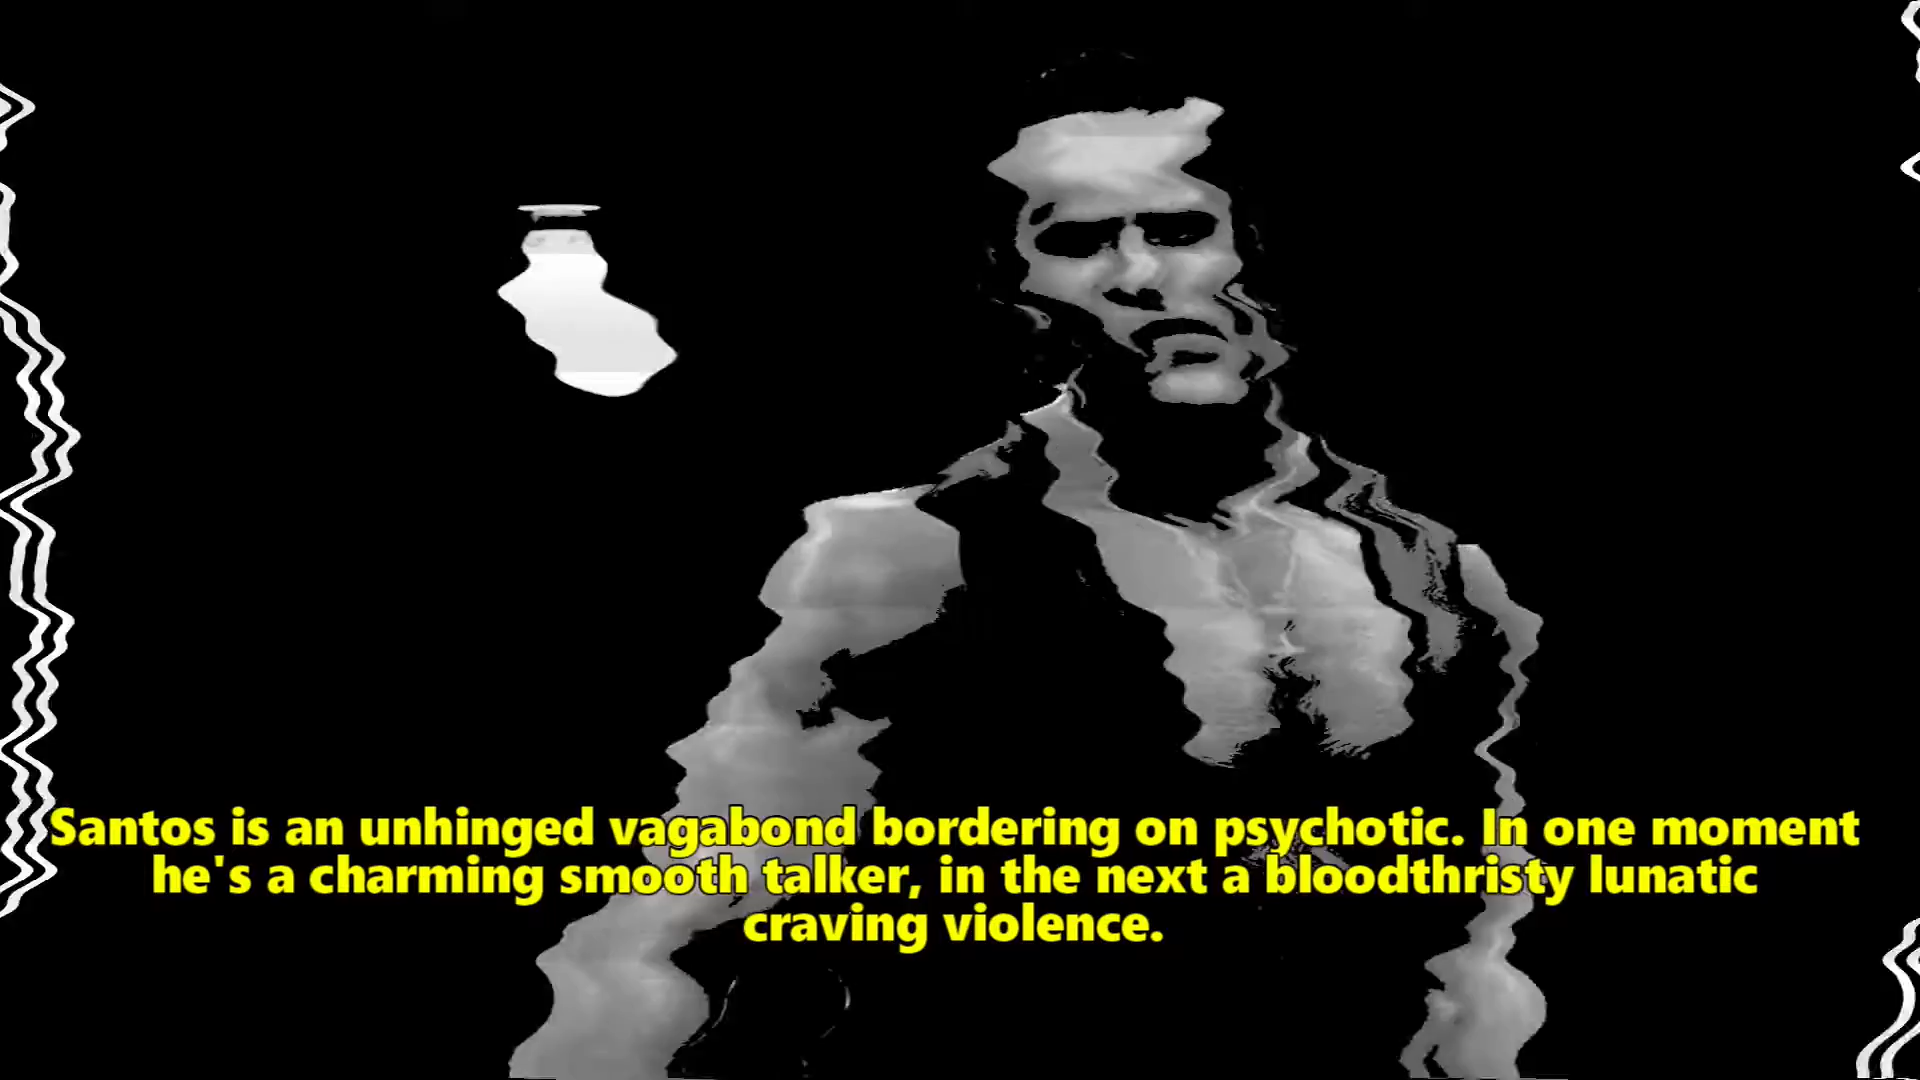 Santos is an unhinged vagabond bordering on psychotic. In one moment
he's a charming smooth talker, in the next a bloodthristy lunatic
craving violence.